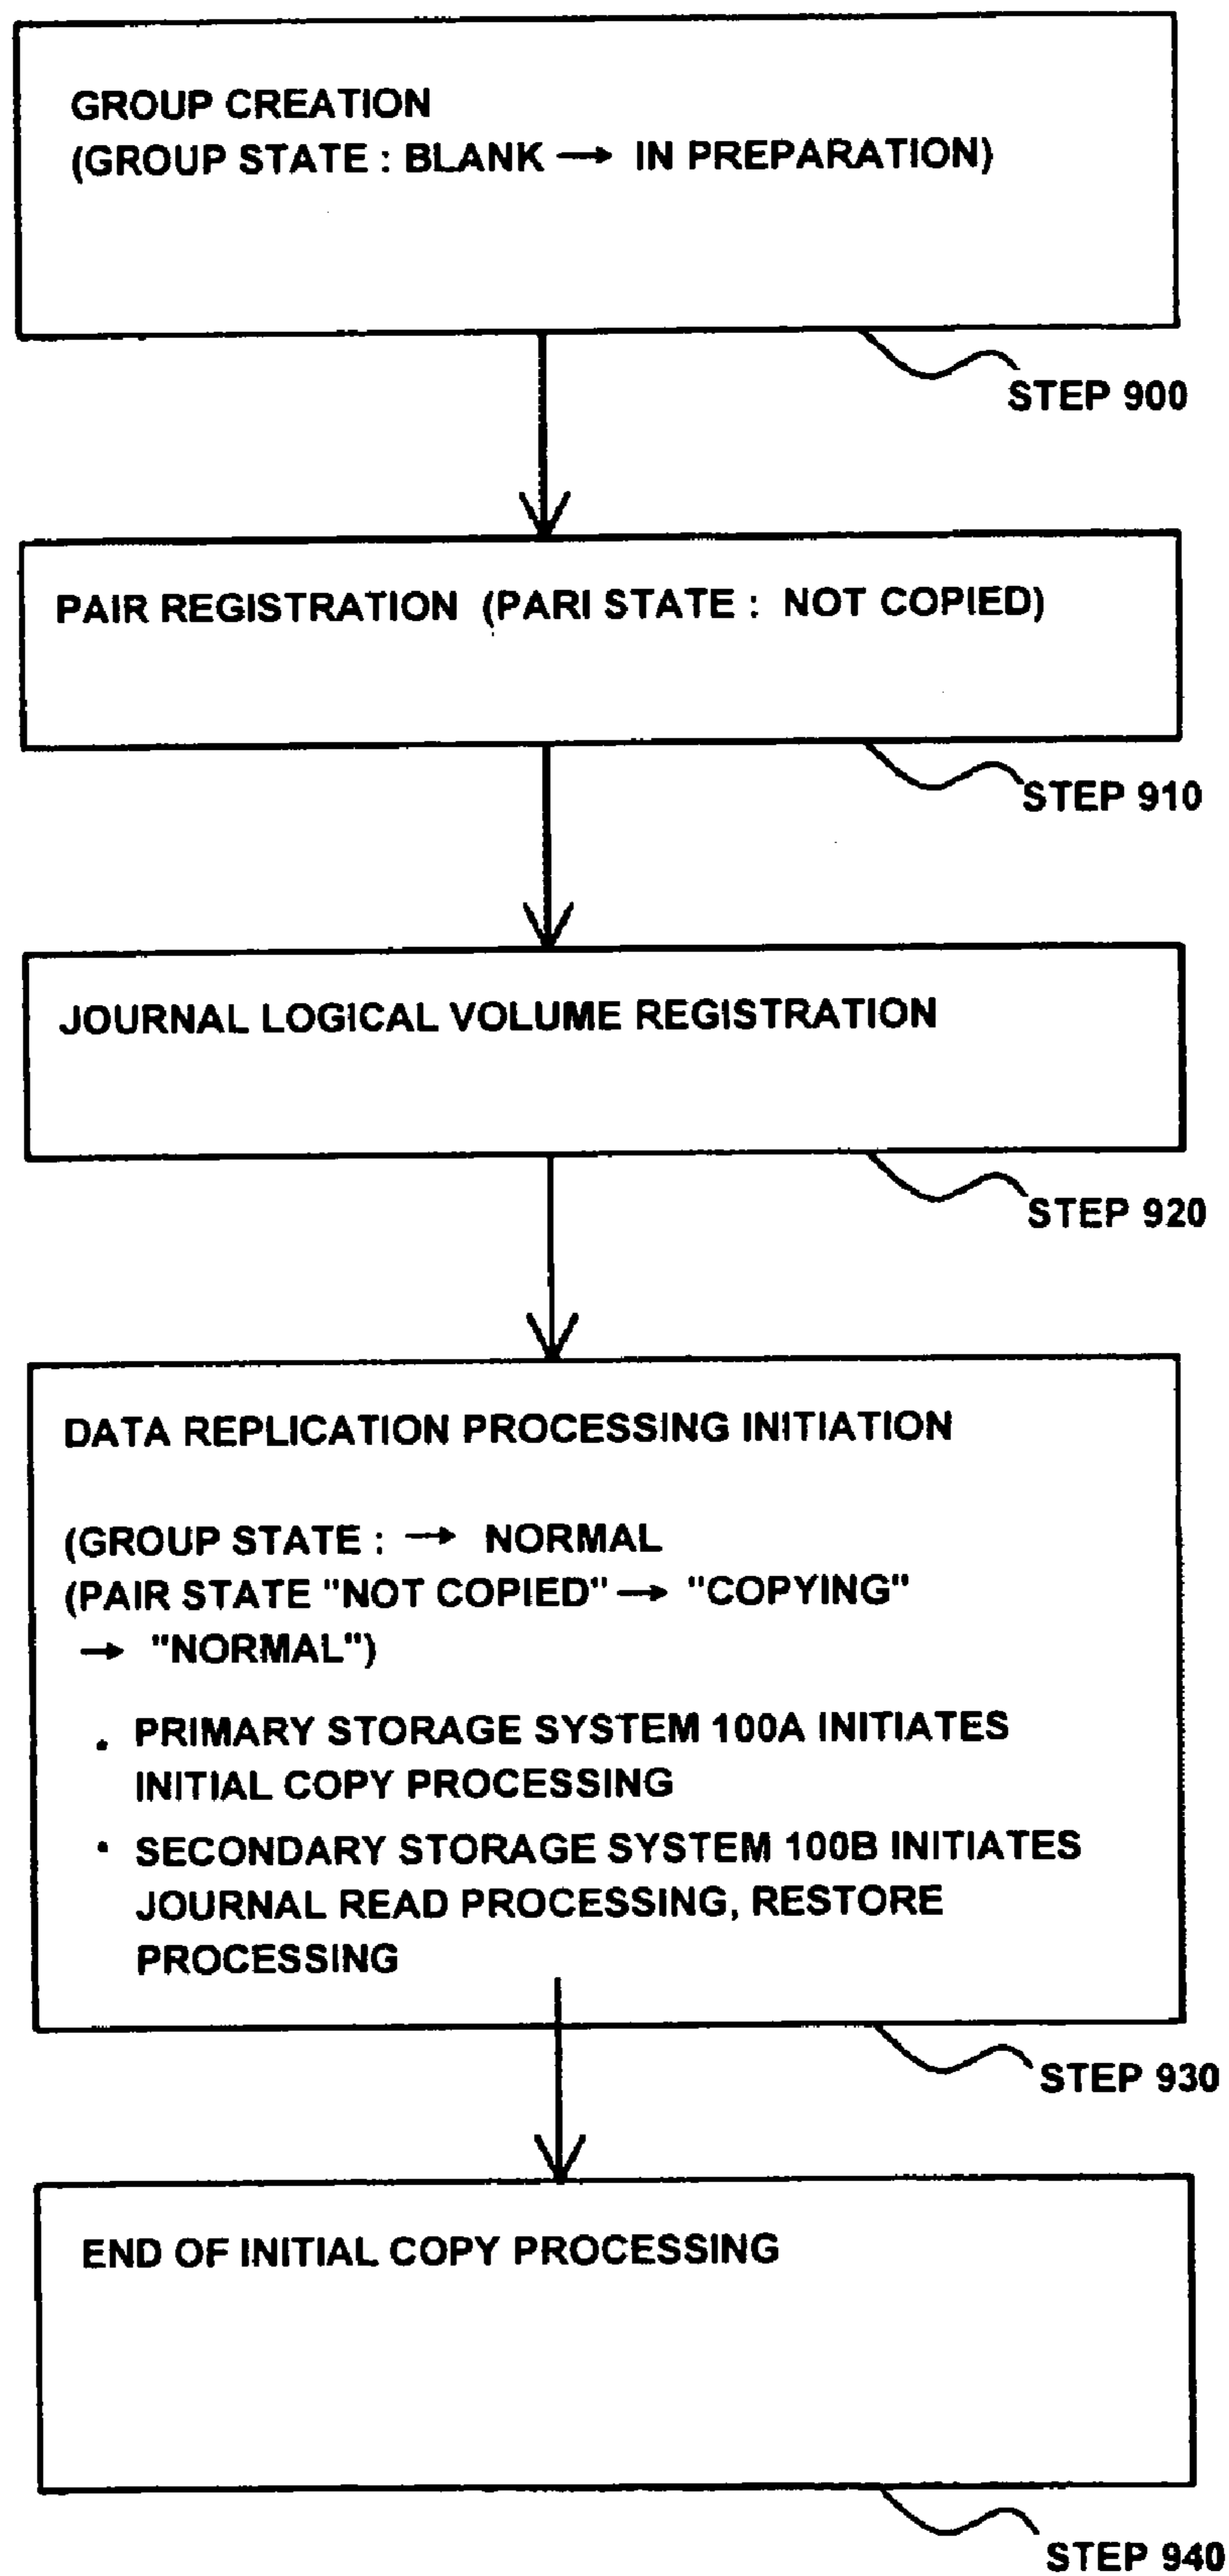 GROUP CREATION
(GROUP STATE : BLANK → IN PREPARATION)
STEP 900
PAIR REGISTRATION (PARI STATE : NOT COPIED)
STEP 910
JOURNAL LOGICAL VOLUME REGISTRATION
STEP 920
DATA REPLICATION PROCESSING INITIATION
(GROUP STATE : → NORMAL
(PAIR STATE "NOT COPIED" → "COPYING"
→ "NORMAL")
· PRIMARY STORAGE SYSTEM 100A INITIATES
INITIAL COPY PROCESSING
· SECONDARY STORAGE SYSTEM 100B INITIATES
JOURNAL READ PROCESSING, RESTORE
PROCESSING
STEP 930
END OF INITIAL COPY PROCESSING
STEP 940